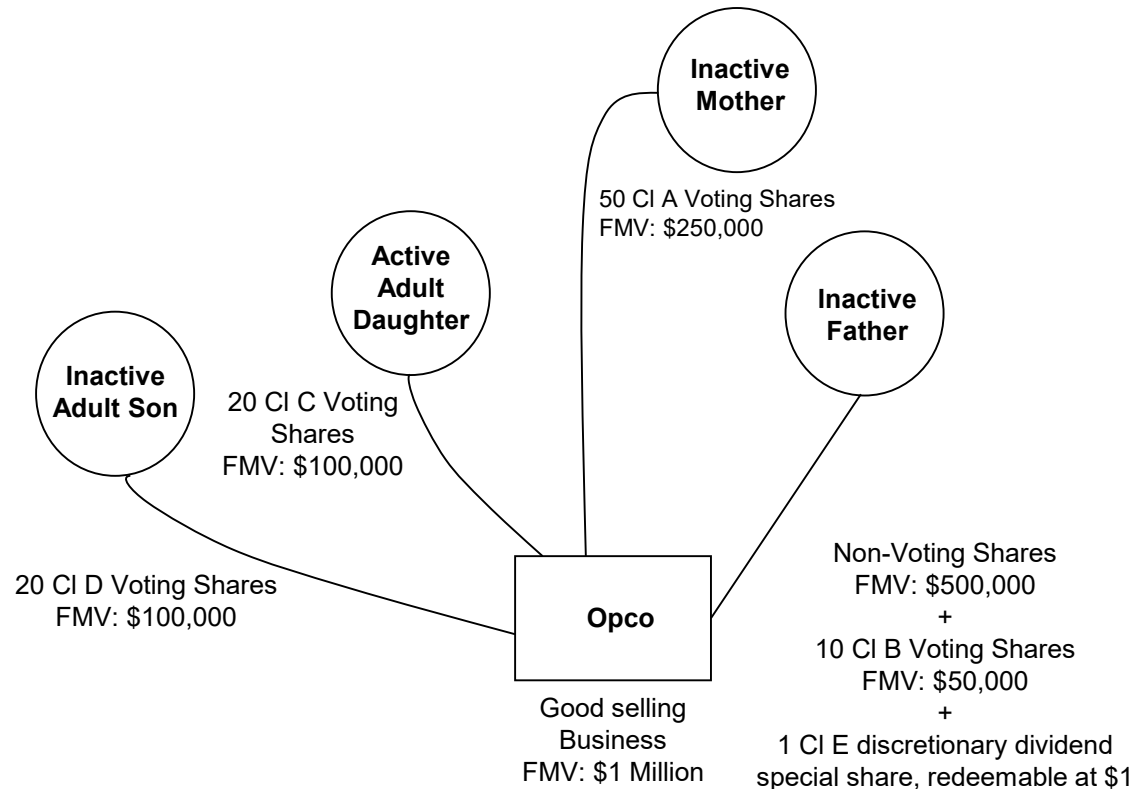 Inactive
Mother
50 Cl A Voting Shares
FMV: $250,000
Active
Adult
Daughter
20 Cl C Voting
Shares
FMV: $100,000
Inactive
Father
Inactive
Adult Son
20 Cl D Voting Shares
FMV: $100,000
Opco
Good selling
Business
FMV: $1 Million
Non-Voting Shares
FMV: $500,000
+
10 Cl B Voting Shares
FMV: $50,000
+
1 Cl E discretionary dividend
special share, redeemable at $1